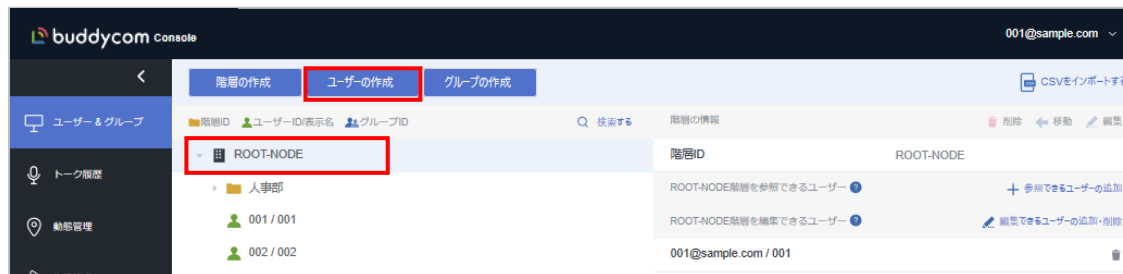 buddycom Console
001@sample.com
階層の作成
ユーザーの作成
グループの作成
CSVをインポートする
ユーザー & グループ
階層ID ユーザーID/表示名 グループID
検索する
階層の情報
削除 移動 編集
ROOT-NODE
階層ID ROOT-NODE
トーク履歴
人事部
ROOT-NODE階層を参照できるユーザー ?
参照できるユーザーの追加
動態管理
001 / 001
ROOT-NODE階層を編集できるユーザー ?
編集できるユーザーの追加・削除
002 / 002
001@sample.com / 001